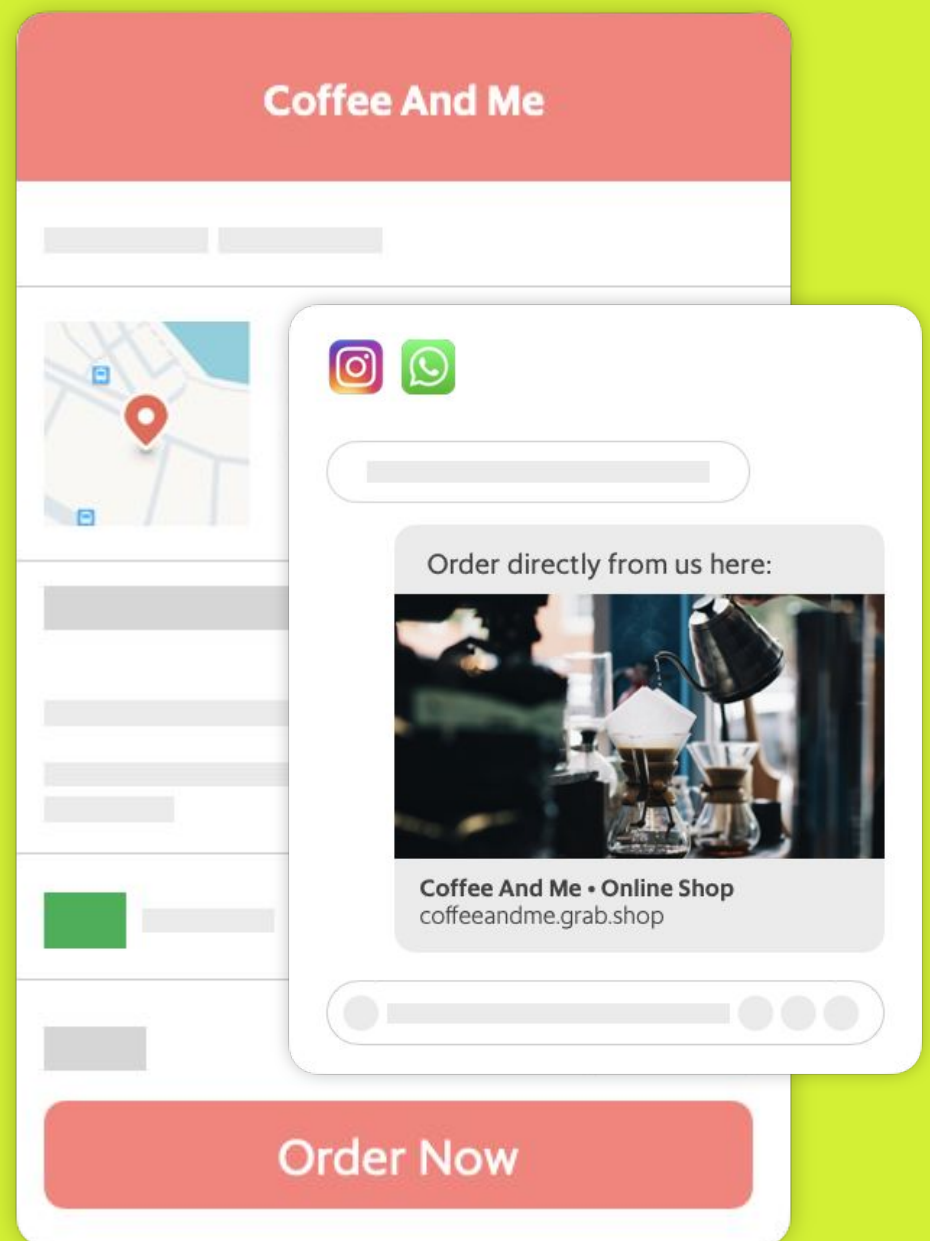 Coffee And Me
Order directly from us here:
Coffee And Me • Online Shop
coffeeandme.grab.shop
Order Now